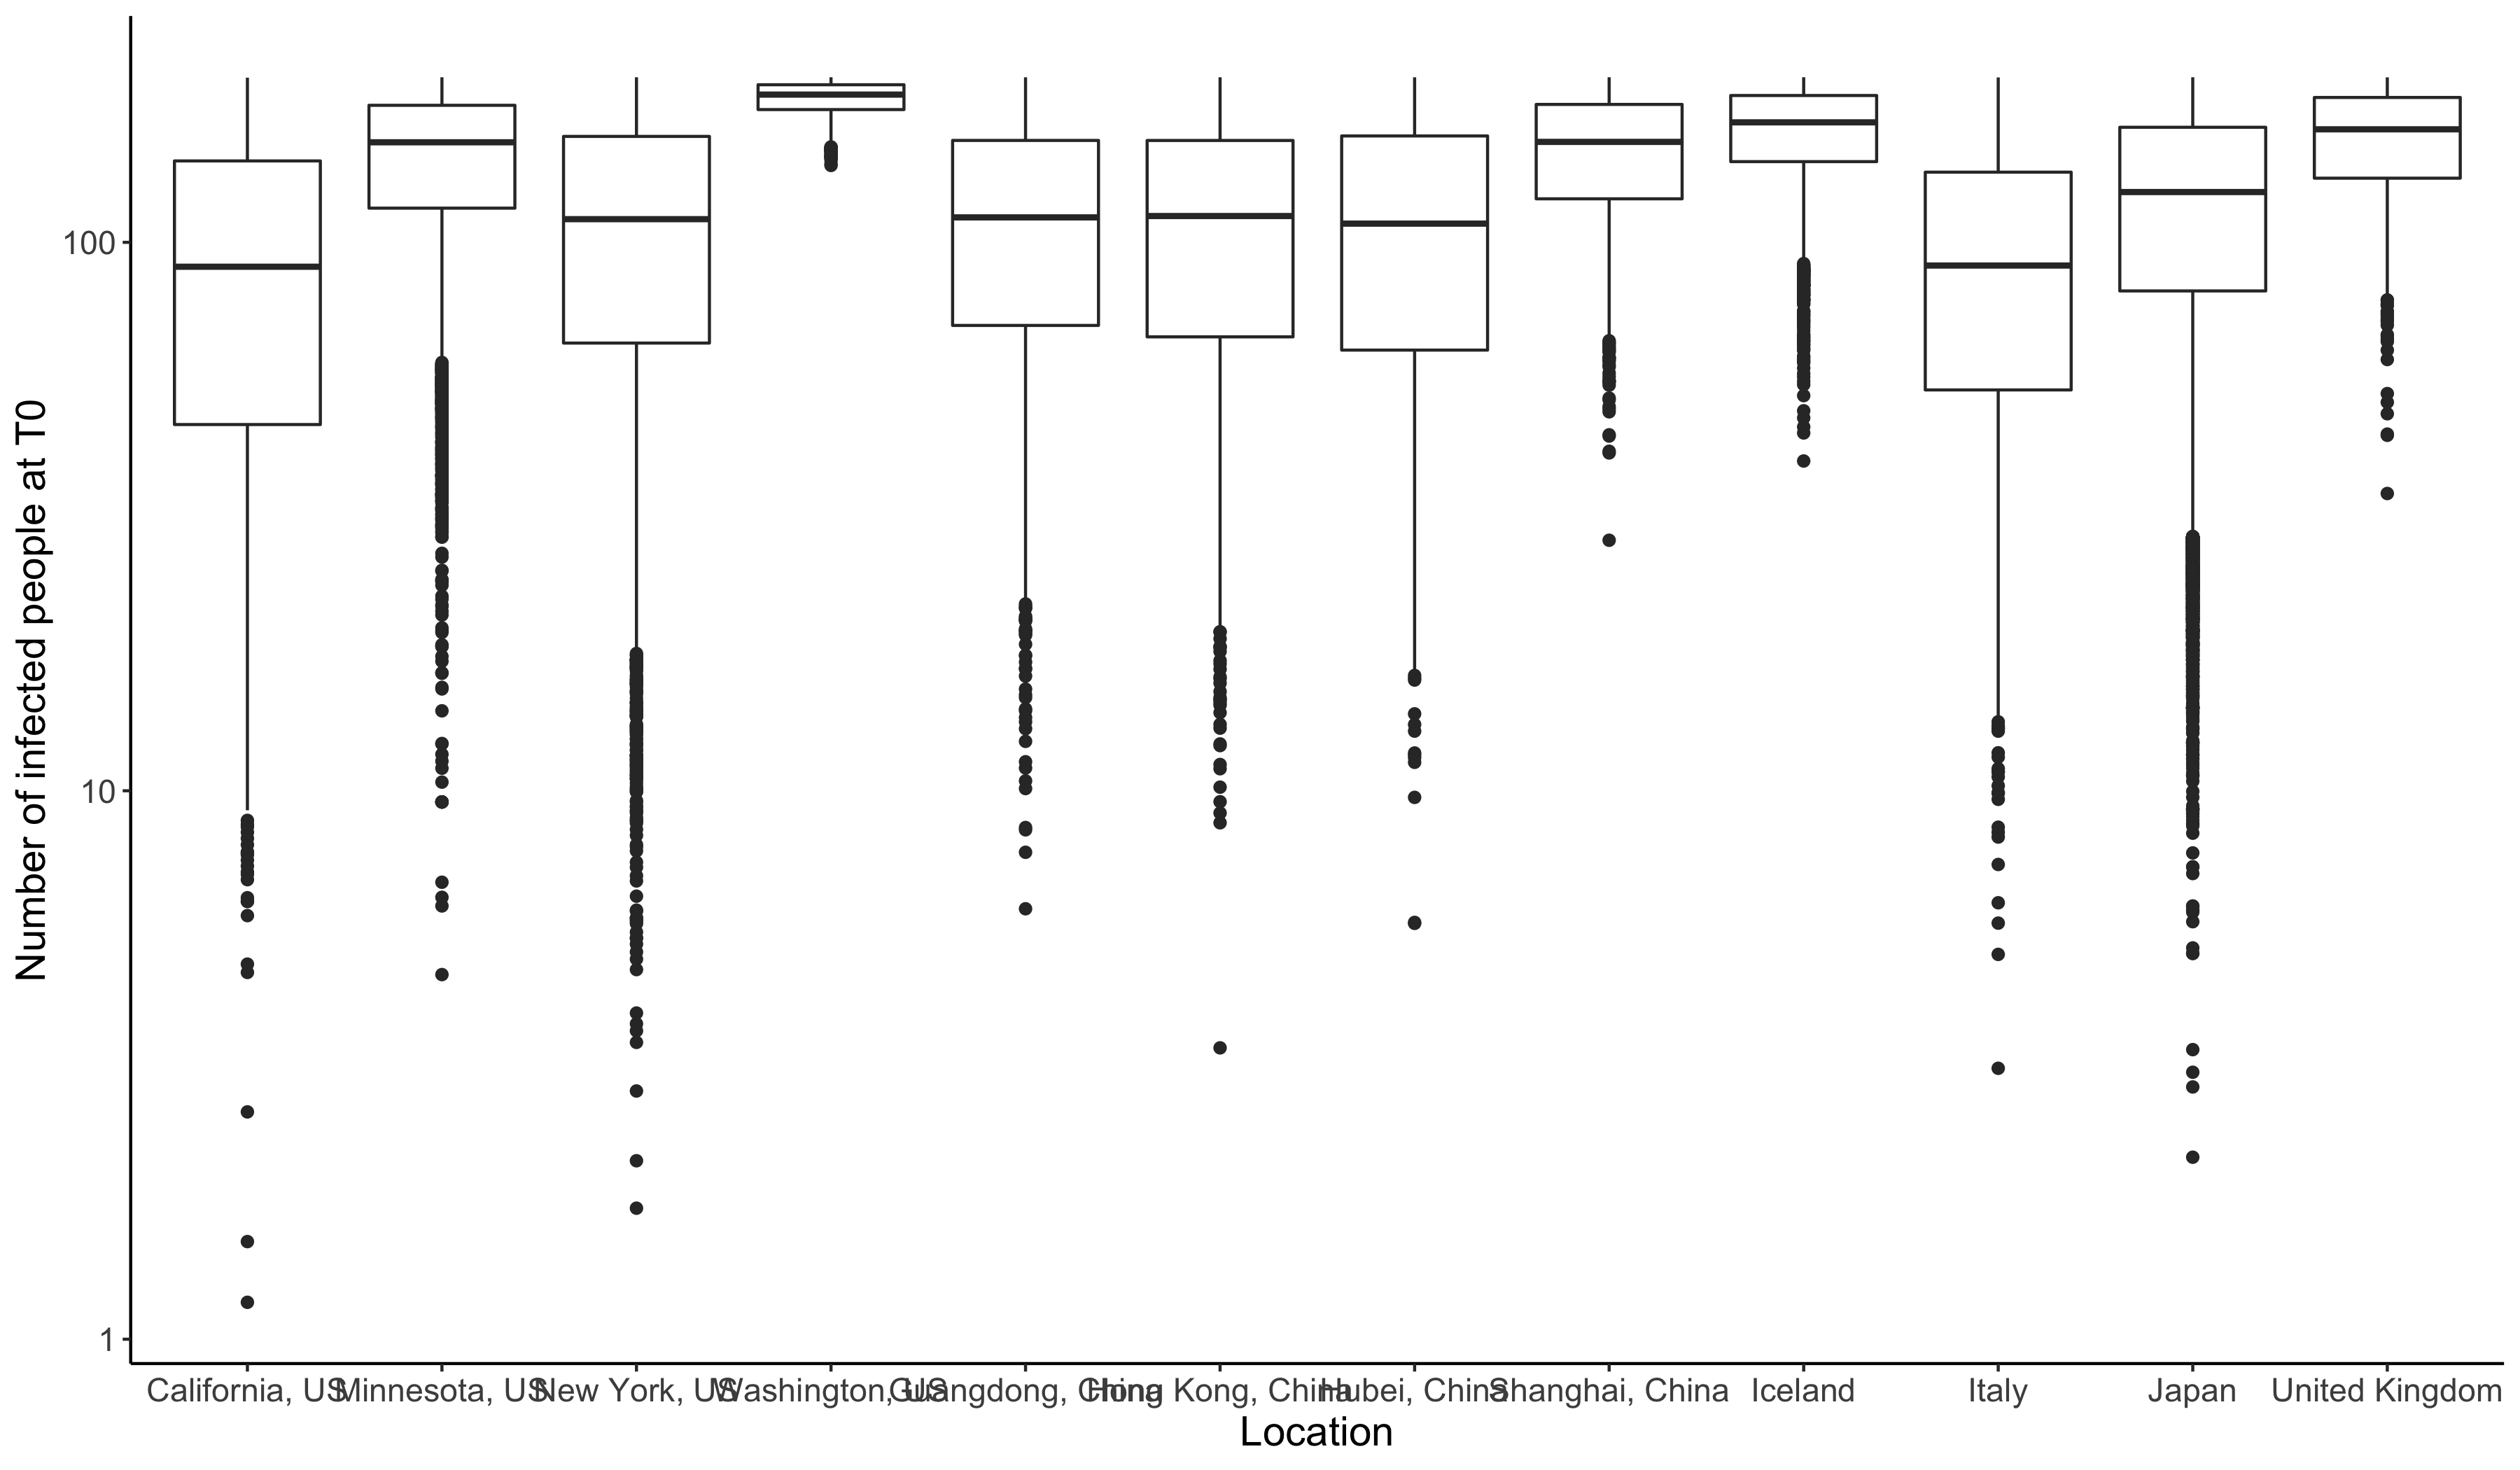 Number of infected people at T0
100
10
1
California, US
Minnesota, US
New York, US
Washington, US
Guangdong, China
Hong Kong, China
Hubei, China
Shanghai, China
Iceland
Italy
Japan
United Kingdom
Location